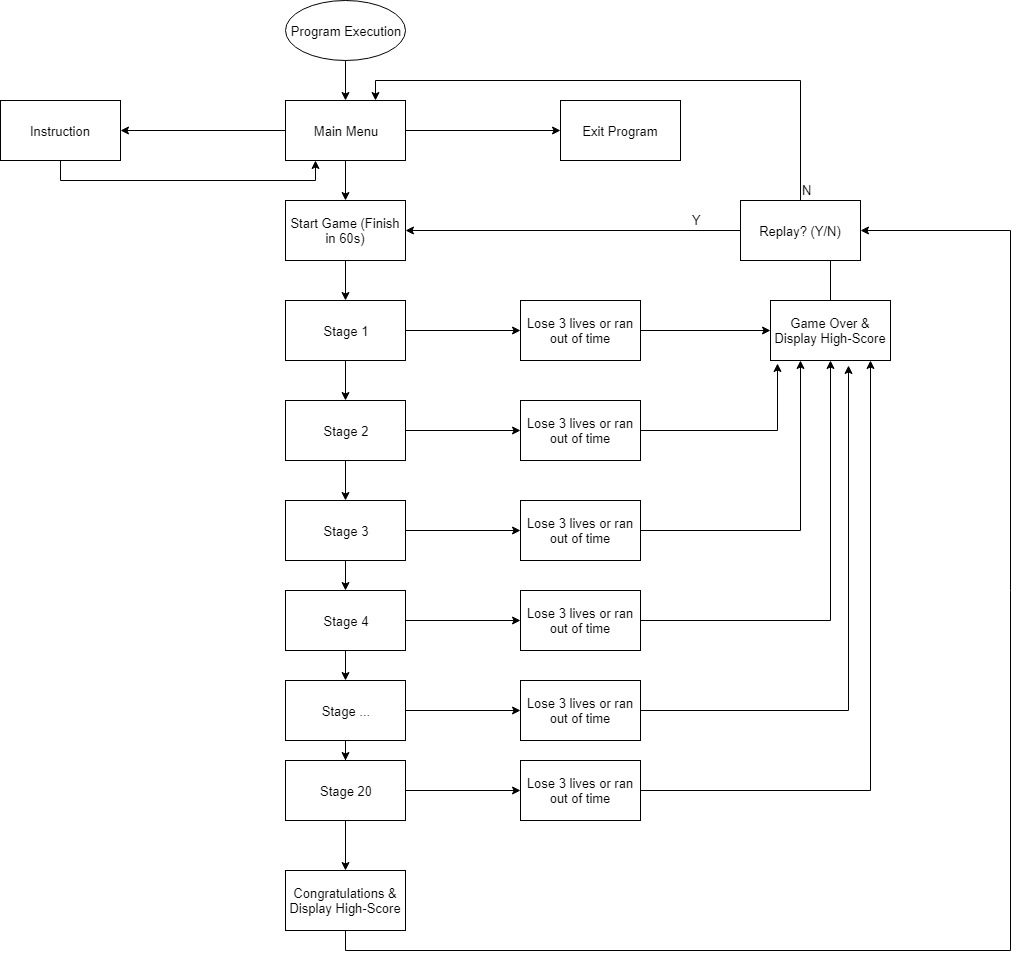 Program Execution
Instruction
Main Menu
Exit Program
N
Start Game (Finish
in 60s)
Y
Replay? (Y/N)
Stage 1
Lose 3 lives or ran
out of time
Game Over &
Display High-Score
Stage 2
Lose 3 lives or ran
out of time
Stage 3
Lose 3 lives or ran
out of time
Stage 4
Lose 3 lives or ran
out of time
Stage ...
Lose 3 lives or ran
out of time
Stage 20
Lose 3 lives or ran
out of time
Congratulations &
Display High-Score